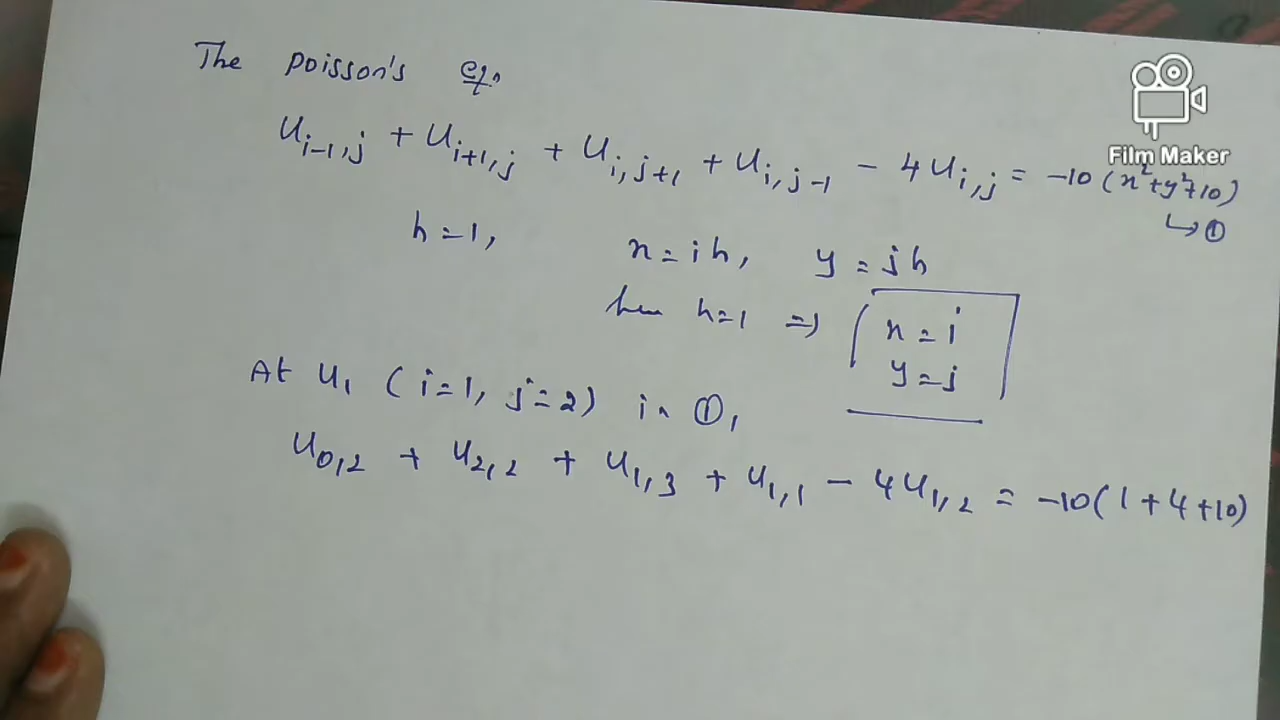 The poisson's eqn
Film Maker
u_{i-1,j} + u_{i+1,j} + u_{i,j+1} + u_{i,j-1} - 4u_{i,j} = -10(x²+y²+10)
↳①
h=1, x=ih, y=jh
h=1 ⇒ x=i
y=j
At u₁ (i=1, j=2) in ①,
u_{0,2} + u_{2,2} + u_{1,3} + u_{1,1} - 4u_{1,2} = -10(1+4+10)